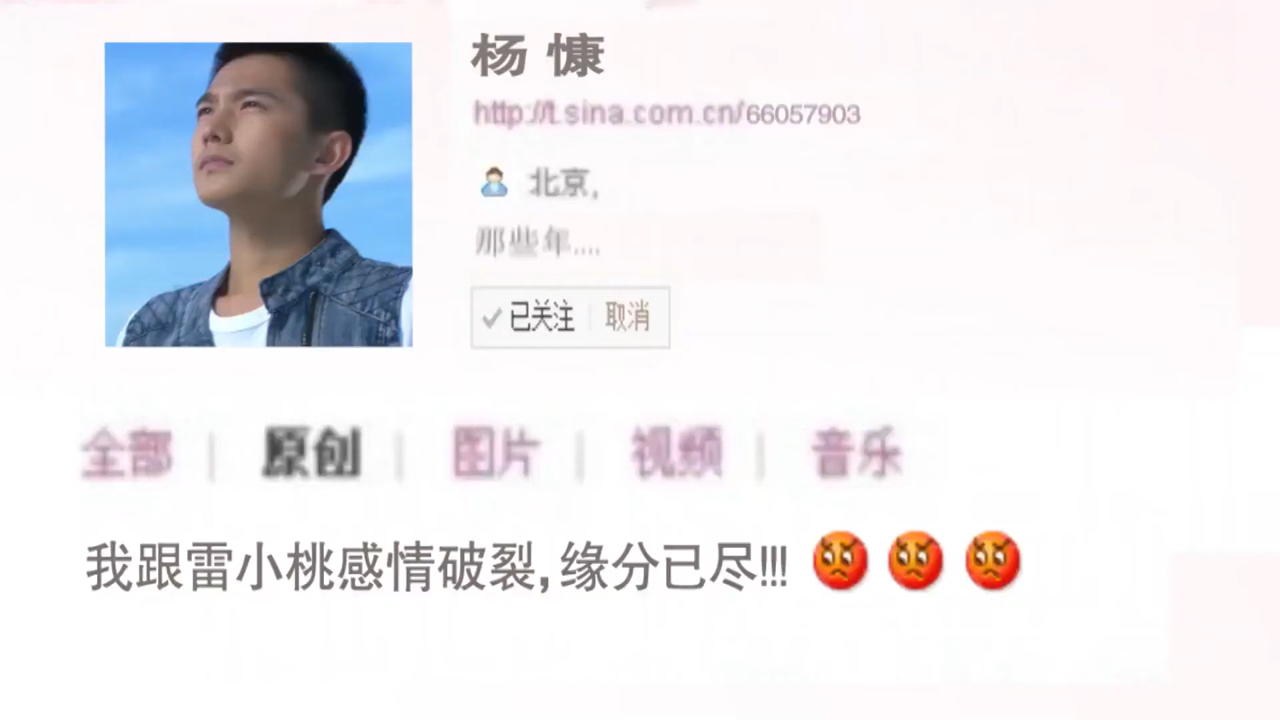 杨慷
http://t.sina.com.cn/66057903
北京,
那些年....
已关注 | 取消
全部 | 原创 | 图片 | 视频 | 音乐
我跟雷小桃感情破裂,缘分已尽!!!